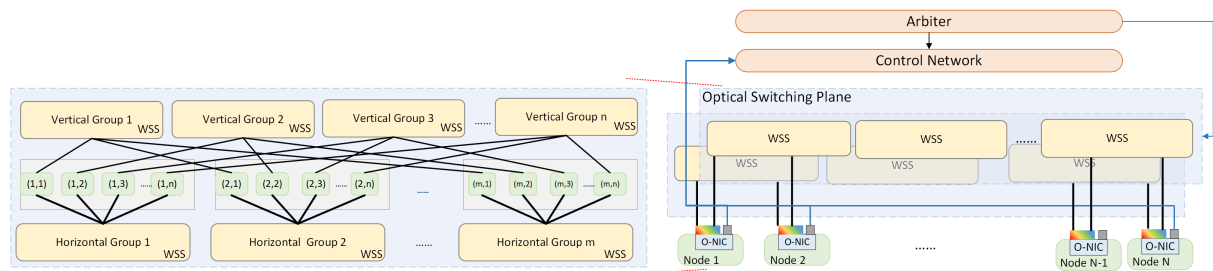 Arbiter
Control Network
Optical Switching Plane
Vertical Group 1 WSS
Vertical Group 2 WSS
Vertical Group 3 WSS
......
Vertical Group n WSS
(1,1) (1,2) (1,3) ...... (1,n)
(2,1) (2,2) (2,3) ...... (2,n)
......
(m,1) (m,2) (m,3) ...... (m,n)
Horizontal Group 1 WSS
Horizontal Group 2 WSS
......
Horizontal Group m WSS
WSS
WSS
......
WSS
WSS
WSS
WSS
O-NIC
Node 1
O-NIC
Node 2
......
O-NIC
Node N-1
O-NIC
Node N